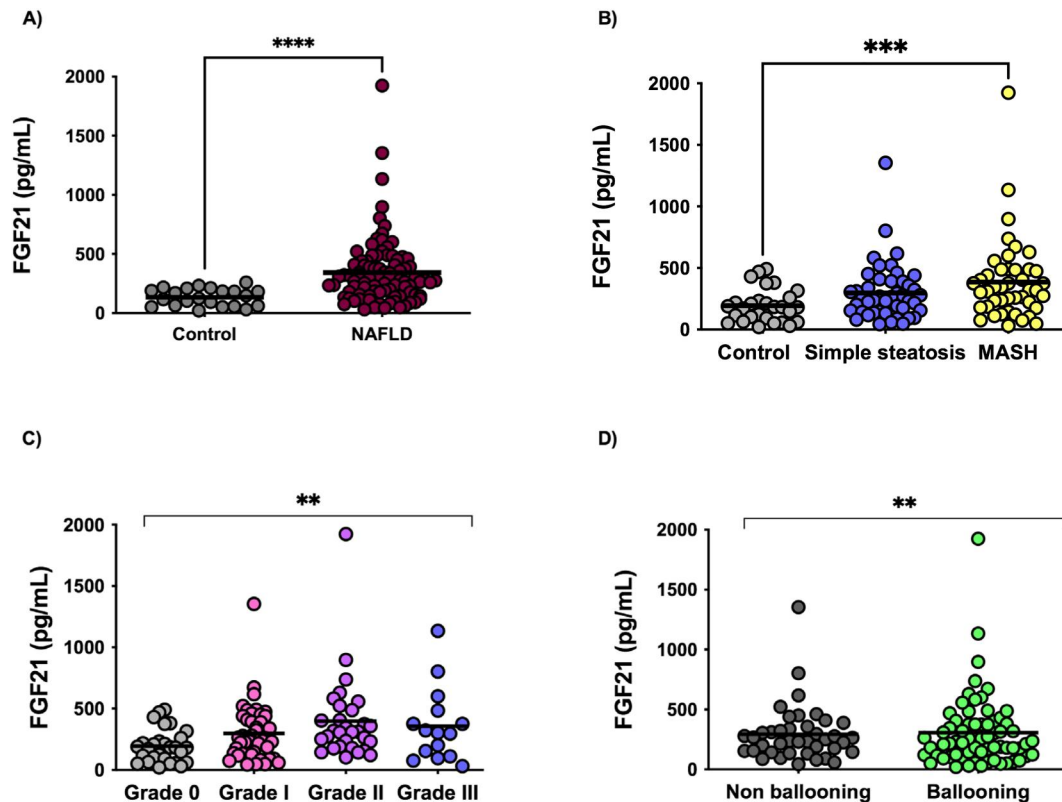 A)
****
2000
1500
1000
500
0
FGF21 (pg/mL)
Control NAFLD
B)
***
2000
1500
1000
500
0
FGF21 (pg/mL)
Control Simple steatosis MASH
C)
**
2000
1500
1000
500
0
FGF21 (pg/mL)
Grade 0 Grade I Grade II Grade III
D)
**
2000
1500
1000
500
0
FGF21 (pg/mL)
Non ballooning Ballooning